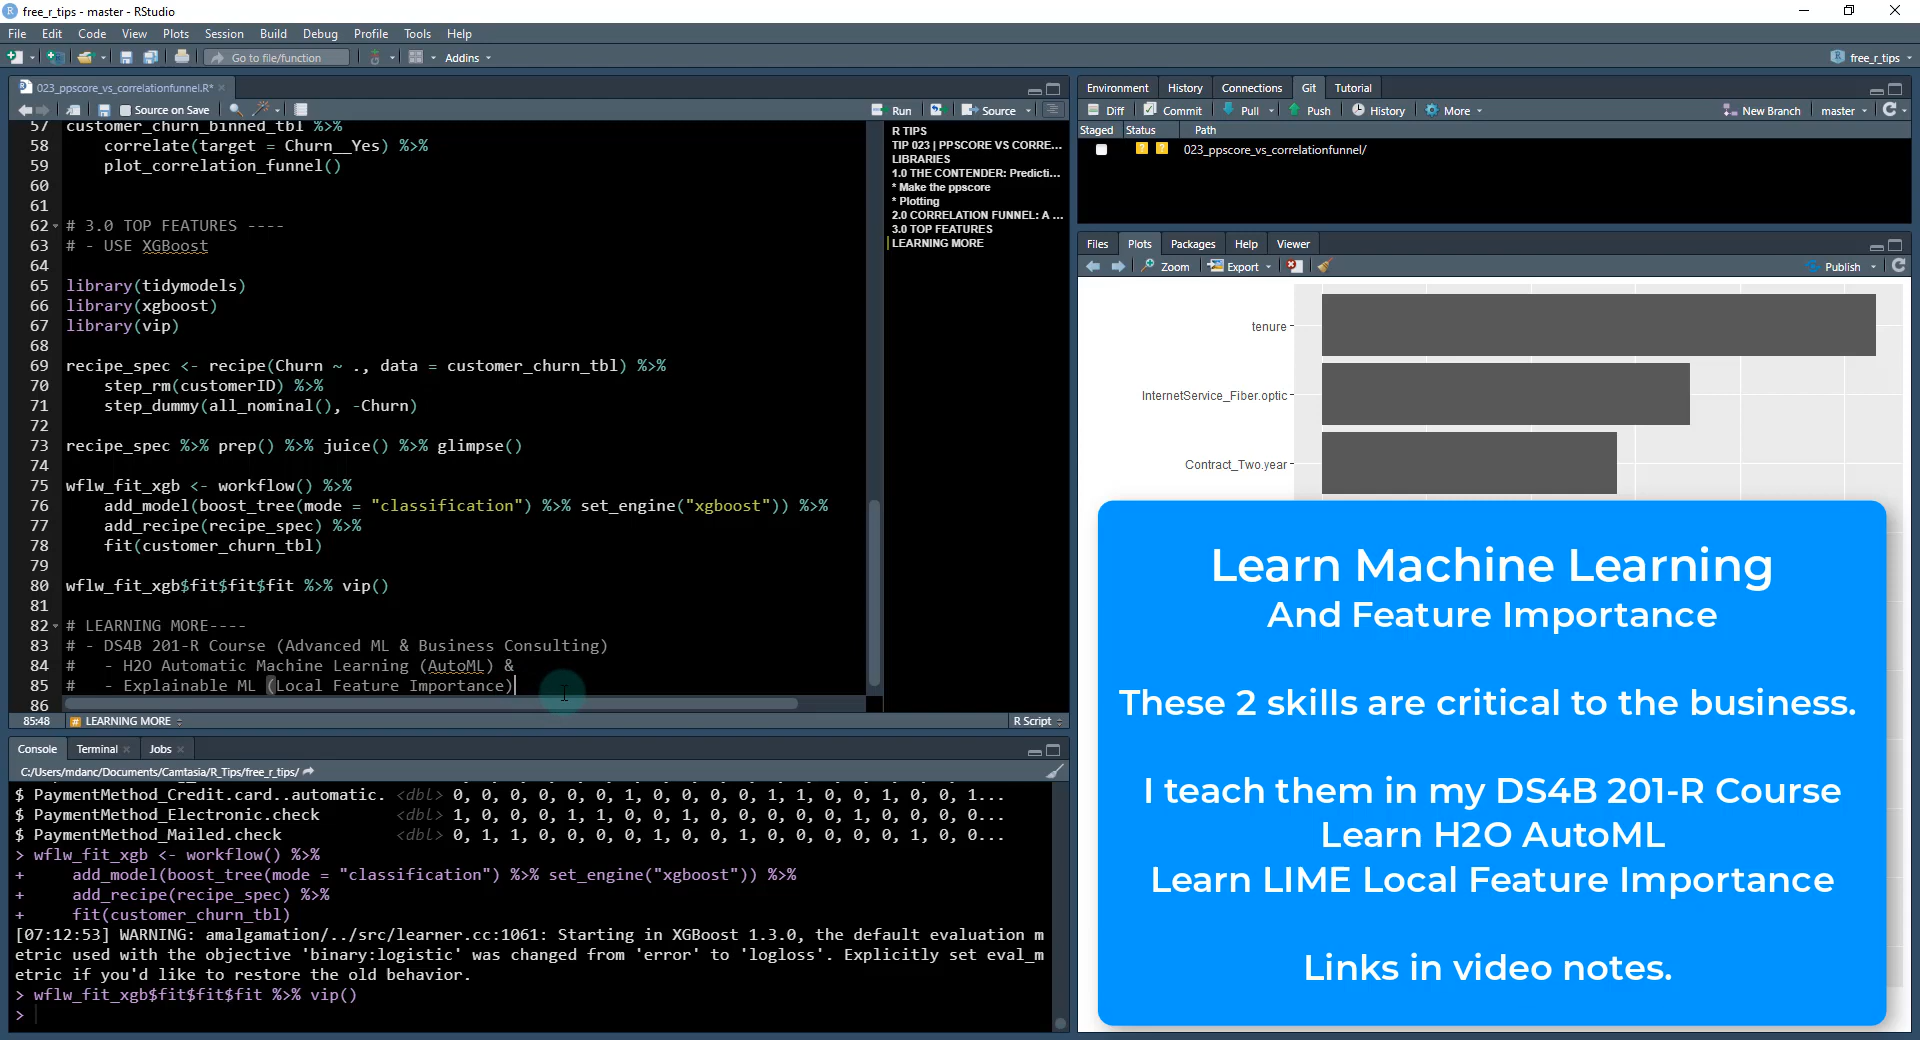 free_r_tips - master - RStudio
File Edit Code View Plots Session Build Debug Profile Tools Help
Go to file/function Addins free_r_tips
023_ppscore_vs_correlationfunnel.R*
Source on Save Run Source
57 customer_churn_binned_tbl %>%
58     correlate(target = Churn__Yes) %>%
59     plot_correlation_funnel()
60
61
62 # 3.0 TOP FEATURES ----
63 # - USE XGBoost
64
65 library(tidymodels)
66 library(xgboost)
67 library(vip)
68
69 recipe_spec <- recipe(Churn ~ ., data = customer_churn_tbl) %>%
70     step_rm(customerID) %>%
71     step_dummy(all_nominal(), -Churn)
72
73 recipe_spec %>% prep() %>% juice() %>% glimpse()
74
75 wflw_fit_xgb <- workflow() %>%
76     add_model(boost_tree(mode = "classification") %>% set_engine("xgboost")) %>%
77     add_recipe(recipe_spec) %>%
78     fit(customer_churn_tbl)
79
80 wflw_fit_xgb$fit$fit$fit %>% vip()
81
82 # LEARNING MORE----
83 # - DS4B 201-R Course (Advanced ML & Business Consulting)
84 #   - H2O Automatic Machine Learning (AutoML) &
85 #   - Explainable ML (Local Feature Importance)
86
85:48 # LEARNING MORE R Script
R TIPS
TIP 023 | PPSCORE VS CORRE...
LIBRARIES
1.0 THE CONTENDER: Predicti...
* Make the ppscore
* Plotting
2.0 CORRELATION FUNNEL: A ...
3.0 TOP FEATURES
LEARNING MORE
Console Terminal Jobs
C:/Users/mdanc/Documents/Camtasia/R_Tips/free_r_tips/
$ PaymentMethod_Credit.card..automatic. <dbl> 0, 0, 0, 0, 0, 0, 1, 0, 0, 0, 0, 1, 1, 0, 0, 1, 0, 0, 1...
$ PaymentMethod_Electronic.check <dbl> 1, 0, 0, 0, 1, 1, 0, 0, 1, 0, 0, 0, 0, 0, 1, 0, 0, 0, 0...
$ PaymentMethod_Mailed.check <dbl> 0, 1, 1, 0, 0, 0, 0, 1, 0, 0, 1, 0, 0, 0, 0, 0, 1, 0, 0...
> wflw_fit_xgb <- workflow() %>%
+     add_model(boost_tree(mode = "classification") %>% set_engine("xgboost")) %>%
+     add_recipe(recipe_spec) %>%
+     fit(customer_churn_tbl)
[07:12:53] WARNING: amalgamation/../src/learner.cc:1061: Starting in XGBoost 1.3.0, the default evaluation m
etric used with the objective 'binary:logistic' was changed from 'error' to 'logloss'. Explicitly set eval_m
etric if you'd like to restore the old behavior.
> wflw_fit_xgb$fit$fit$fit %>% vip()
>
Environment History Connections Git Tutorial
Diff Commit Pull Push History More New Branch master
Staged Status Path
? ? 023_ppscore_vs_correlationfunnel/
Files Plots Packages Help Viewer
Zoom Export Publish
tenure
InternetService_Fiber.optic
Contract_Two.year
Learn Machine Learning
And Feature Importance
These 2 skills are critical to the business.
I teach them in my DS4B 201-R Course
Learn H2O AutoML
Learn LIME Local Feature Importance
Links in video notes.